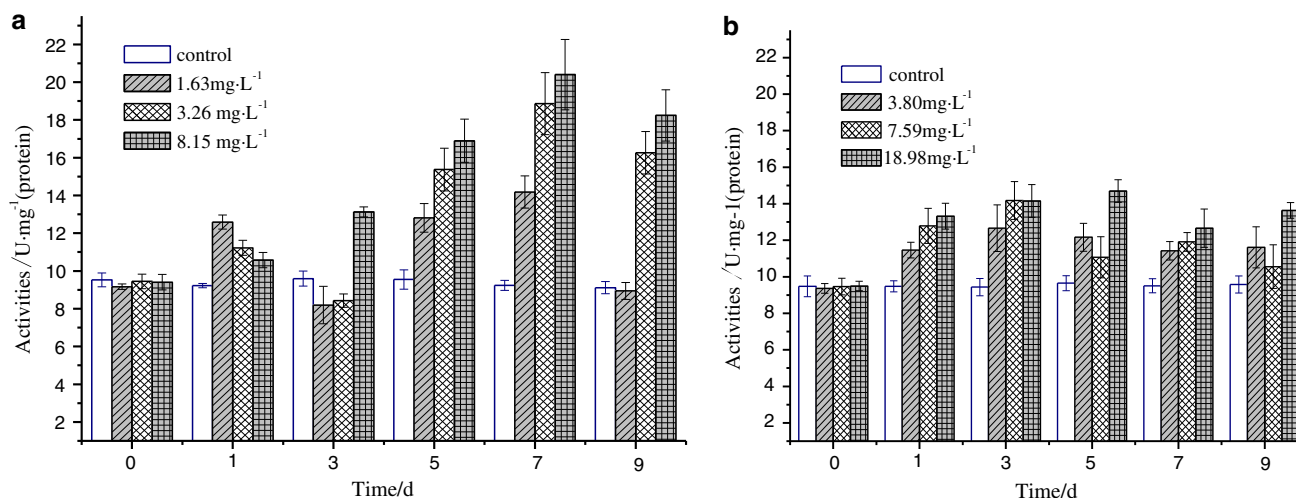 a
Activities /U·mg⁻¹(protein)
22
20
18
16
14
12
10
8
6
4
2
control
1.63mg·L⁻¹
3.26 mg·L⁻¹
8.15 mg·L⁻¹
0 1 3 5 7 9
Time/d
b
Activities /U·mg-1(protein)
22
20
18
16
14
12
10
8
6
4
2
control
3.80mg·L⁻¹
7.59mg·L⁻¹
18.98mg·L⁻¹
0 1 3 5 7 9
Time/d